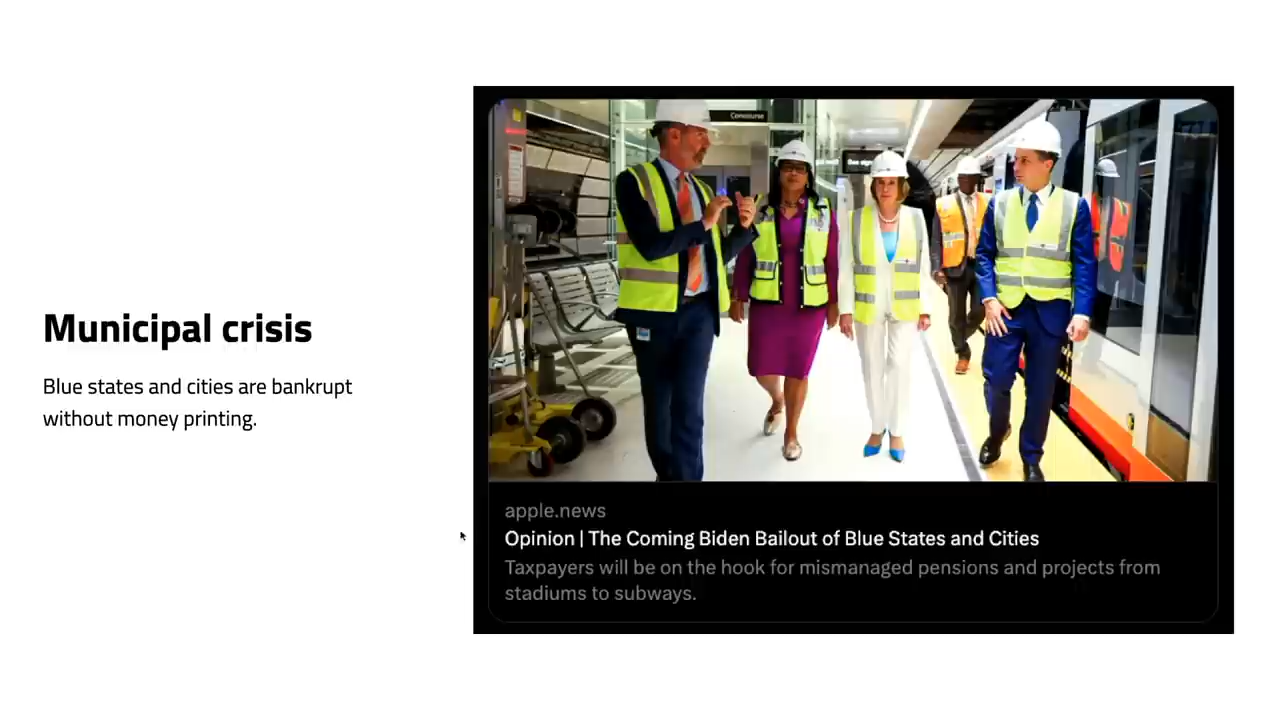 Municipal crisis
Blue states and cities are bankrupt
without money printing.
Concourse
apple.news
Opinion | The Coming Biden Bailout of Blue States and Cities
Taxpayers will be on the hook for mismanaged pensions and projects from
stadiums to subways.